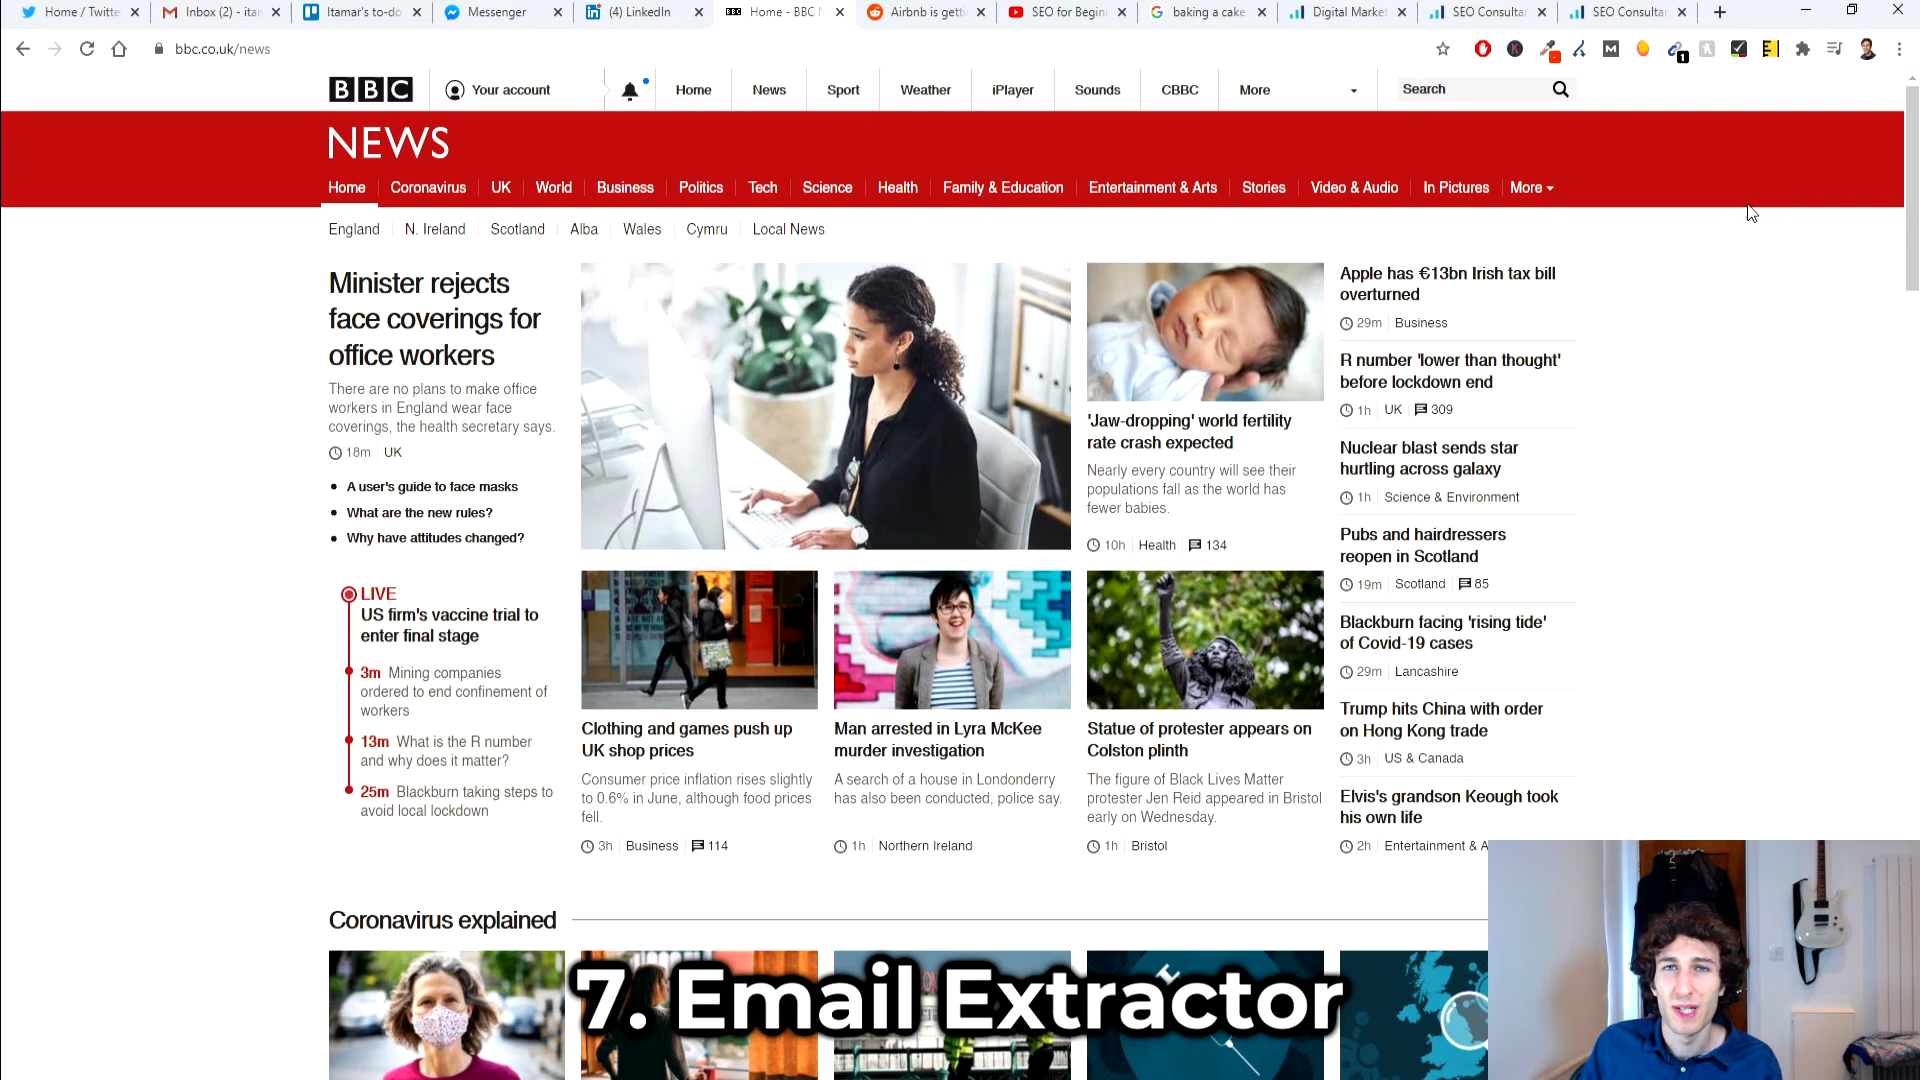 Home / Twitte
Inbox (2) - itan
Itamar's to-do
Messenger
(4) LinkedIn
BBC Home - BBC N
Airbnb is getti
SEO for Begin
baking a cake
Digital Market
SEO Consulta
SEO Consultar
bbc.co.uk/news
1
BBC
Your account
Home
News
Sport
Weather
iPlayer
Sounds
CBBC
More
Search
NEWS
Home
Coronavirus
UK
World
Business
Politics
Tech
Science
Health
Family & Education
Entertainment & Arts
Stories
Video & Audio
In Pictures
More
England
N. Ireland
Scotland
Alba
Wales
Cymru
Local News
Minister rejects
face coverings for
office workers
There are no plans to make office
workers in England wear face
coverings, the health secretary says.
18m UK
A user's guide to face masks
What are the new rules?
Why have attitudes changed?
LIVE
US firm's vaccine trial to
enter final stage
3m Mining companies
ordered to end confinement of
workers
13m What is the R number
and why does it matter?
25m Blackburn taking steps to
avoid local lockdown
'Jaw-dropping' world fertility
rate crash expected
Nearly every country will see their
populations fall as the world has
fewer babies.
10h Health 134
Clothing and games push up
UK shop prices
Consumer price inflation rises slightly
to 0.6% in June, although food prices
fell.
3h Business 114
Man arrested in Lyra McKee
murder investigation
A search of a house in Londonderry
has also been conducted, police say.
1h Northern Ireland
Statue of protester appears on
Colston plinth
The figure of Black Lives Matter
protester Jen Reid appeared in Bristol
early on Wednesday.
1h Bristol
Apple has €13bn Irish tax bill
overturned
29m Business
R number 'lower than thought'
before lockdown end
1h UK 309
Nuclear blast sends star
hurtling across galaxy
1h Science & Environment
Pubs and hairdressers
reopen in Scotland
19m Scotland 85
Blackburn facing 'rising tide'
of Covid-19 cases
29m Lancashire
Trump hits China with order
on Hong Kong trade
3h US & Canada
Elvis's grandson Keough took
his own life
2h Entertainment & A
Coronavirus explained
7. Email Extractor